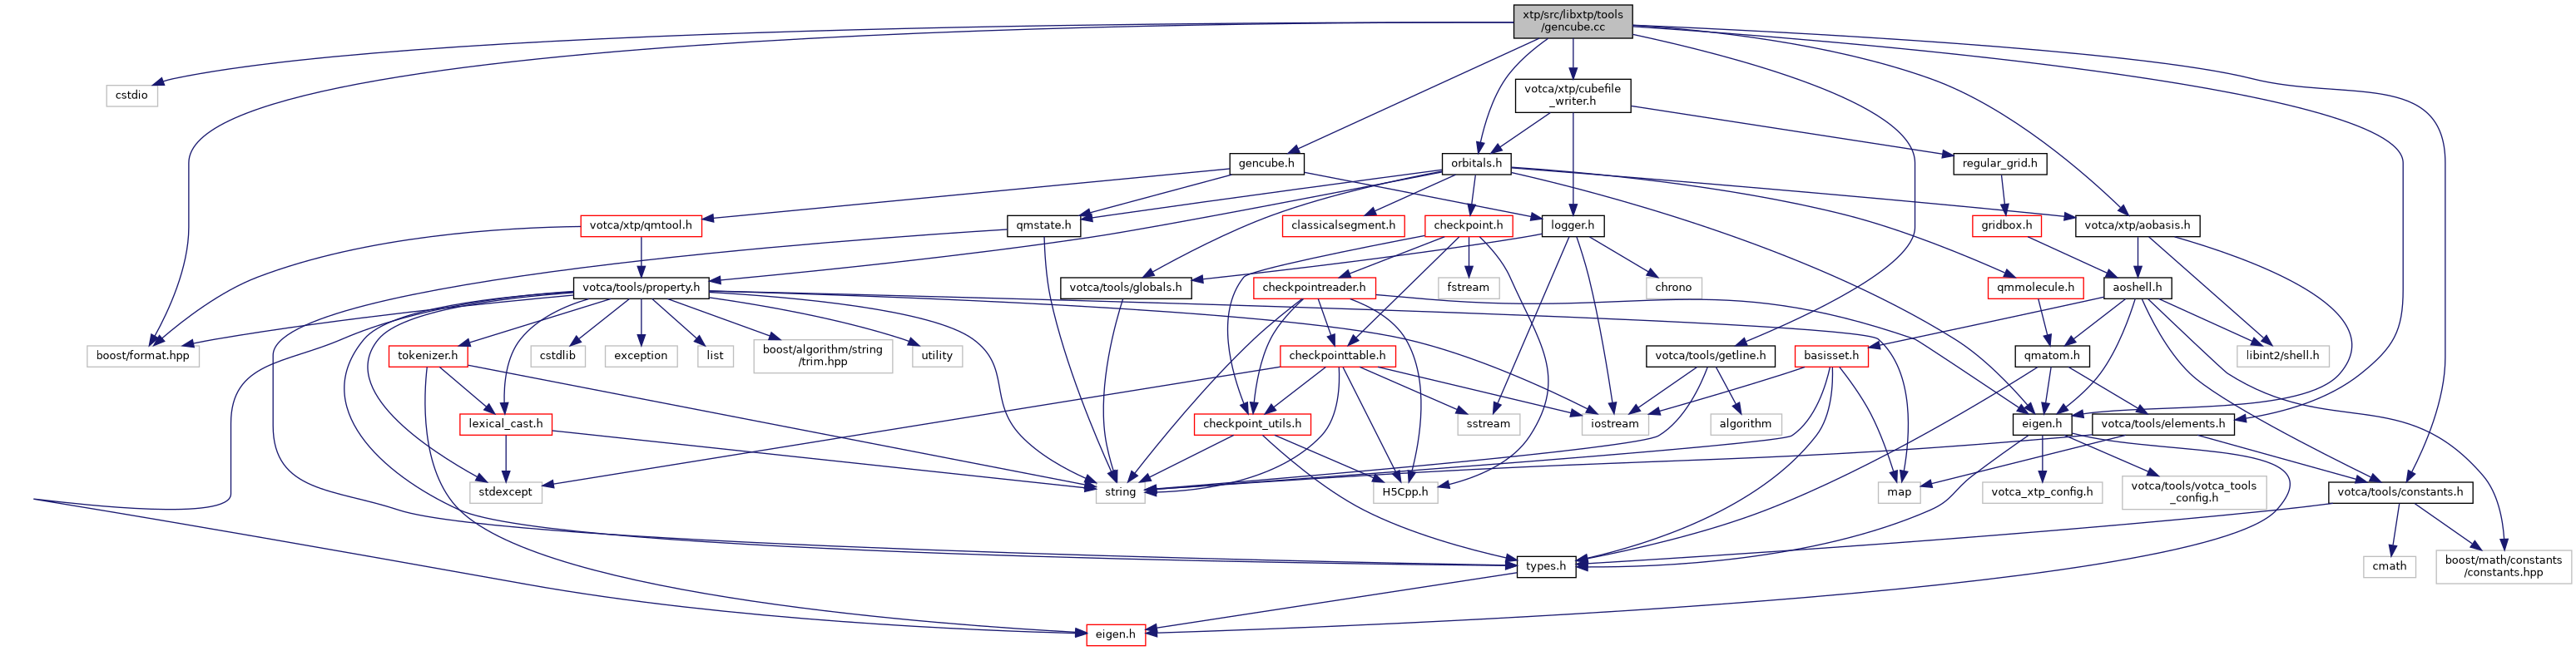 xtp/src/libxtp/tools
/gencube.cc
cstdio
votca/xtp/cubefile
_writer.h
gencube.h
orbitals.h
regular_grid.h
votca/xtp/qmtool.h
qmstate.h
classicalsegment.h
checkpoint.h
logger.h
gridbox.h
votca/xtp/aobasis.h
votca/tools/property.h
votca/tools/globals.h
checkpointreader.h
fstream
chrono
qmmolecule.h
aoshell.h
boost/format.hpp
tokenizer.h
cstdlib
exception
list
boost/algorithm/string
/trim.hpp
utility
checkpointtable.h
votca/tools/getline.h
basisset.h
qmatom.h
libint2/shell.h
lexical_cast.h
checkpoint_utils.h
sstream
iostream
algorithm
eigen.h
votca/tools/elements.h
stdexcept
string
H5Cpp.h
map
votca_xtp_config.h
votca/tools/votca_tools
_config.h
votca/tools/constants.h
types.h
cmath
boost/math/constants
/constants.hpp
eigen.h